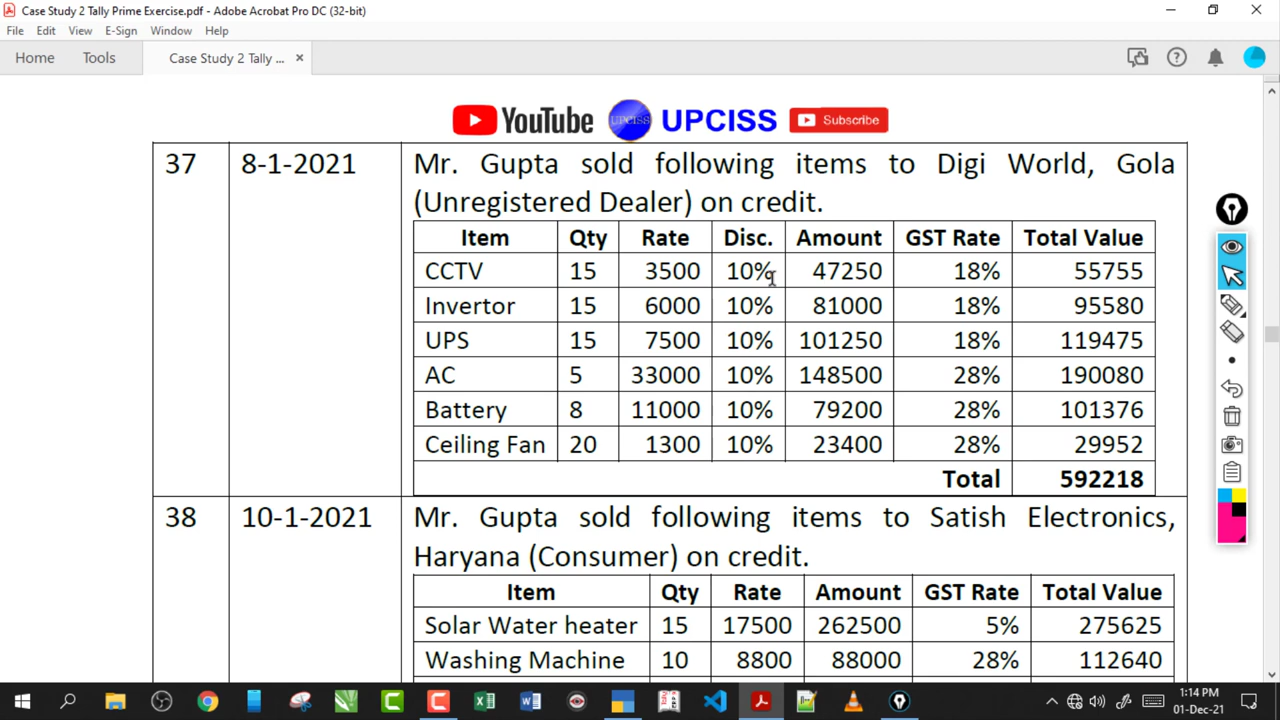 Case Study 2 Tally Prime Exercise.pdf - Adobe Acrobat Pro DC (32-bit)
File Edit View E-Sign Window Help
Home Tools Case Study 2 Tally ... ×
YouTube UPCISS UPCISS Subscribe
37 8-1-2021 Mr. Gupta sold following items to Digi World, Gola
(Unregistered Dealer) on credit.
Item Qty Rate Disc. Amount GST Rate Total Value
CCTV 15 3500 10% 47250 18% 55755
Invertor 15 6000 10% 81000 18% 95580
UPS 15 7500 10% 101250 18% 119475
AC 5 33000 10% 148500 28% 190080
Battery 8 11000 10% 79200 28% 101376
Ceiling Fan 20 1300 10% 23400 28% 29952
Total 592218
38 10-1-2021 Mr. Gupta sold following items to Satish Electronics,
Haryana (Consumer) on credit.
Item Qty Rate Amount GST Rate Total Value
Solar Water heater 15 17500 262500 5% 275625
Washing Machine 10 8800 88000 28% 112640
1:14 PM
01-Dec-21